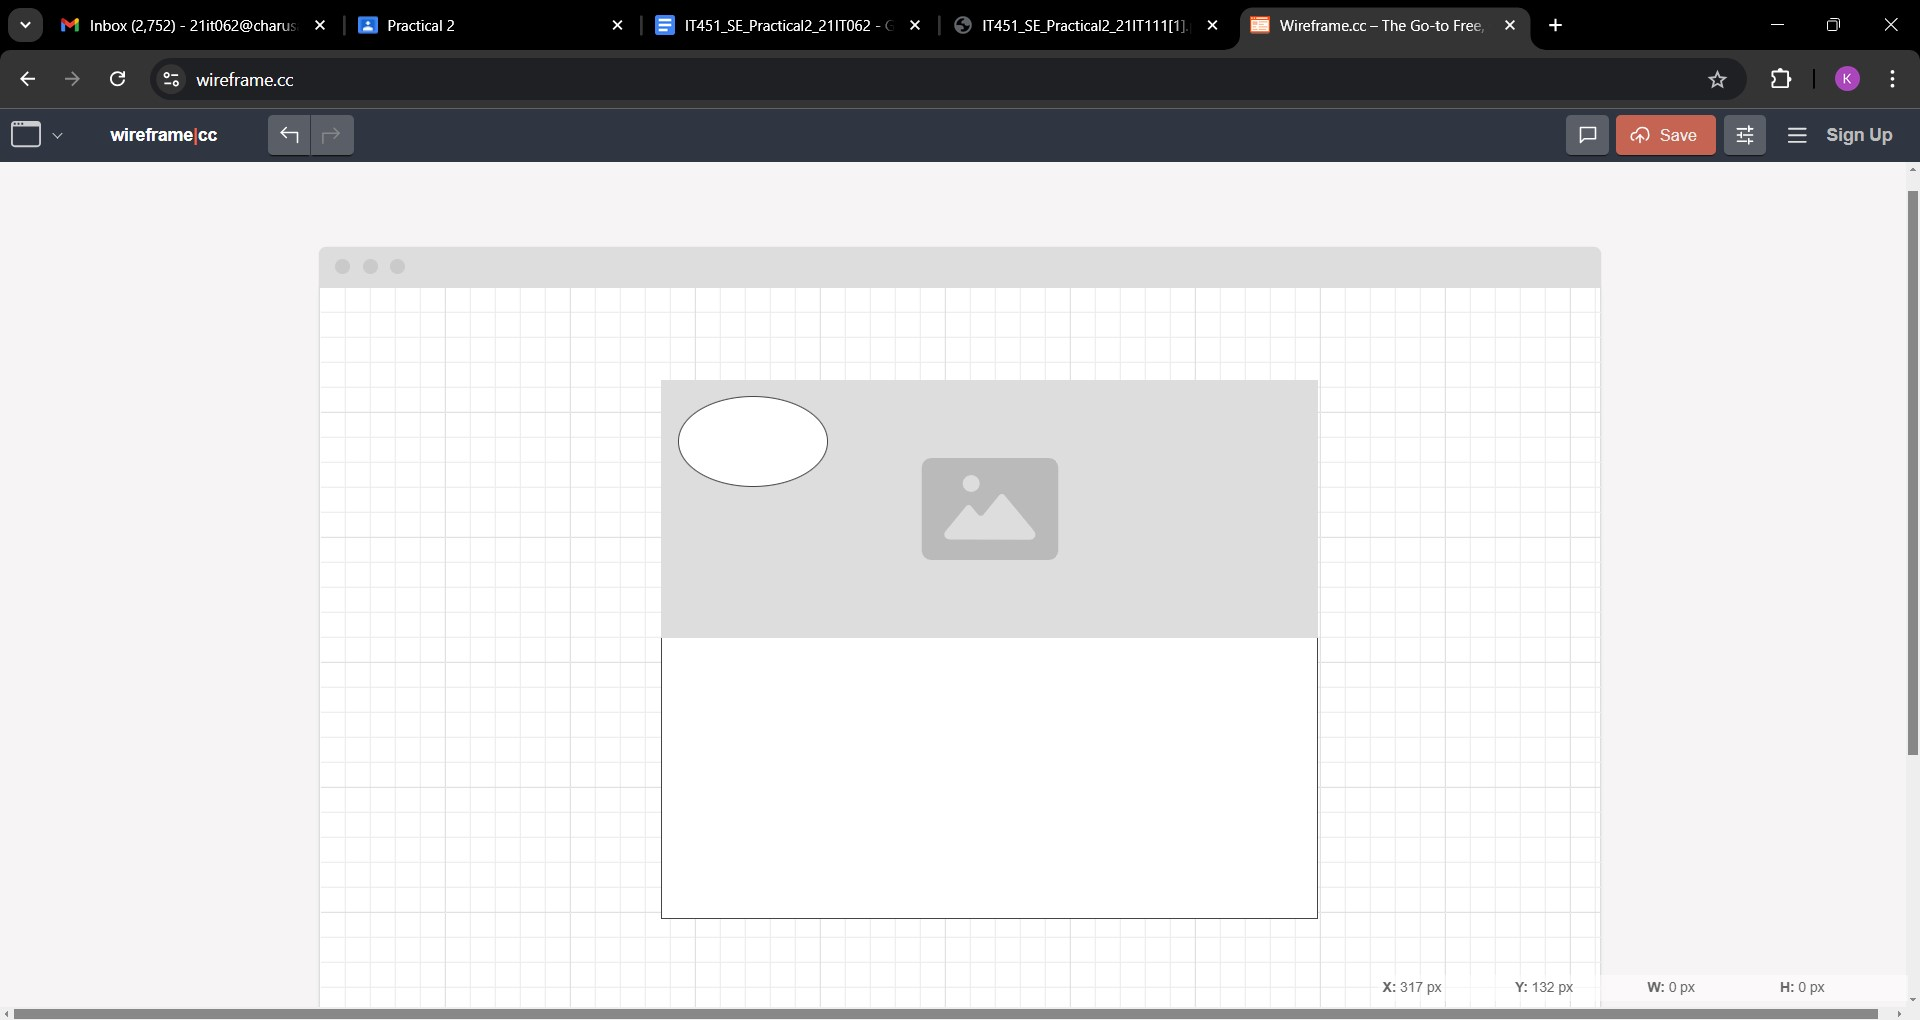 Inbox (2,752) - 21it062@charus
Practical 2
IT451_SE_Practical2_21IT062 - G
IT451_SE_Practical2_21IT111[1].
Wireframe.cc – The Go-to Free,
wireframe.cc
K
wireframe|cc
Save
Sign Up
X: 317 px Y: 132 px W: 0 px H: 0 px